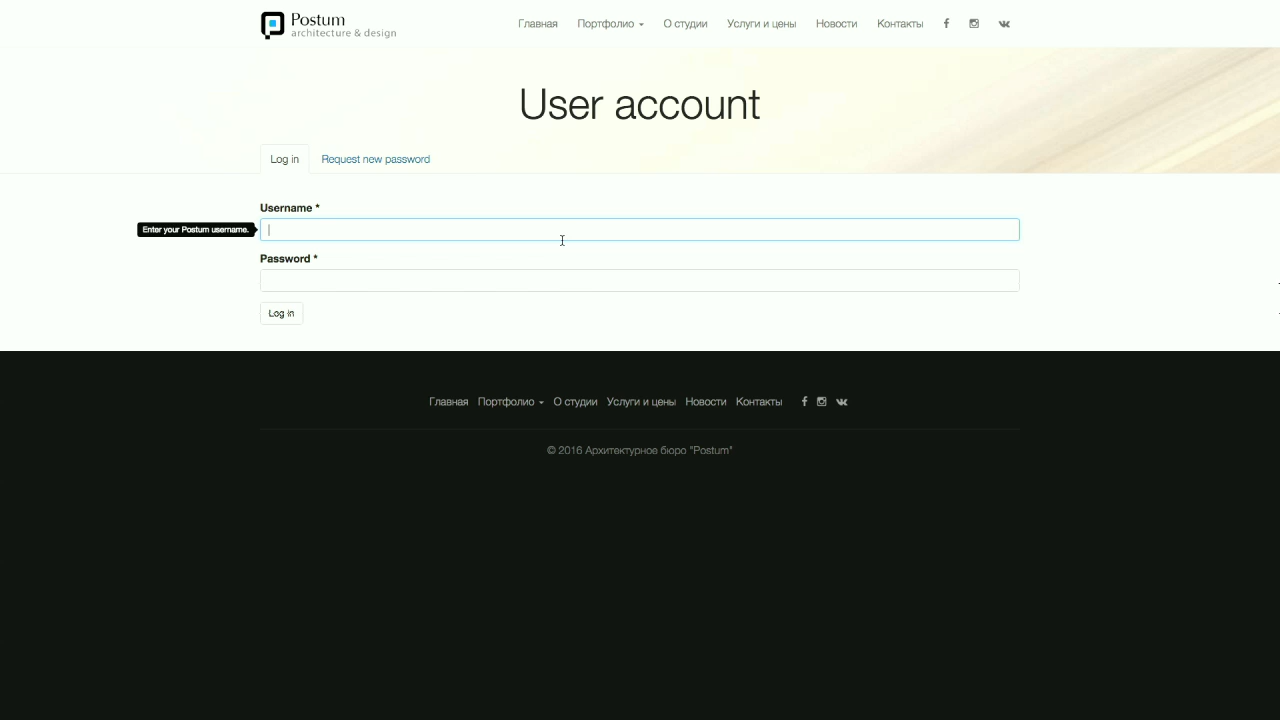 Postum
architecture & design
Главная Портфолио О студии Услуги и цены Новости Контакты
User account
Log in Request new password
Username *
Enter your Postum username.
Password *
Log in
Главная Портфолио О студии Услуги и цены Новости Контакты
© 2016 Архитектурное бюро "Postum"